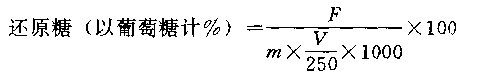 还原糖（以葡萄糖计%）= F / (m × V/250 × 1000) × 100